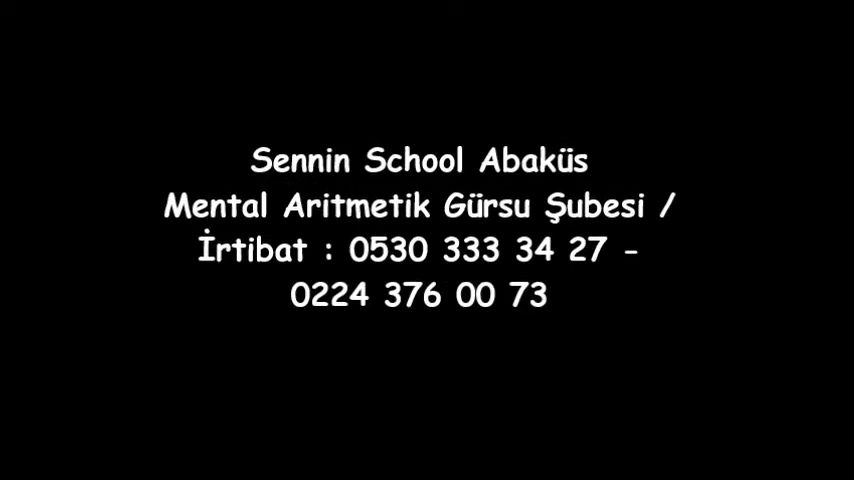 Sennin School Abaküs
Mental Aritmetik Gürsu Şubesi /
İrtibat : 0530 333 34 27 -
0224 376 00 73